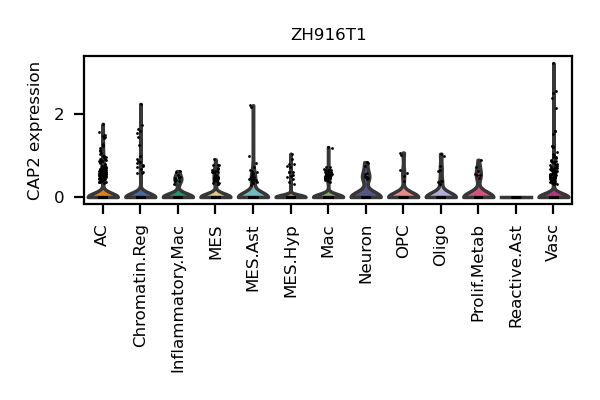 ZH916T1
CAP2 expression
2
0
AC
Chromatin.Reg
Inflammatory.Mac
MES
MES.Ast
MES.Hyp
Mac
Neuron
OPC
Oligo
Prolif.Metab
Reactive.Ast
Vasc